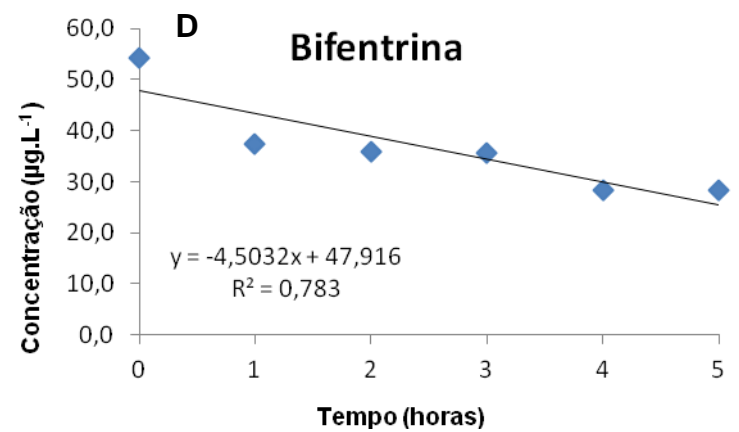 D
Bifentrina
60,0
50,0
40,0
30,0
20,0
10,0
0,0
Concentração (µg.L⁻¹)
y = -4,5032x + 47,916
R² = 0,783
0 1 2 3 4 5
Tempo (horas)